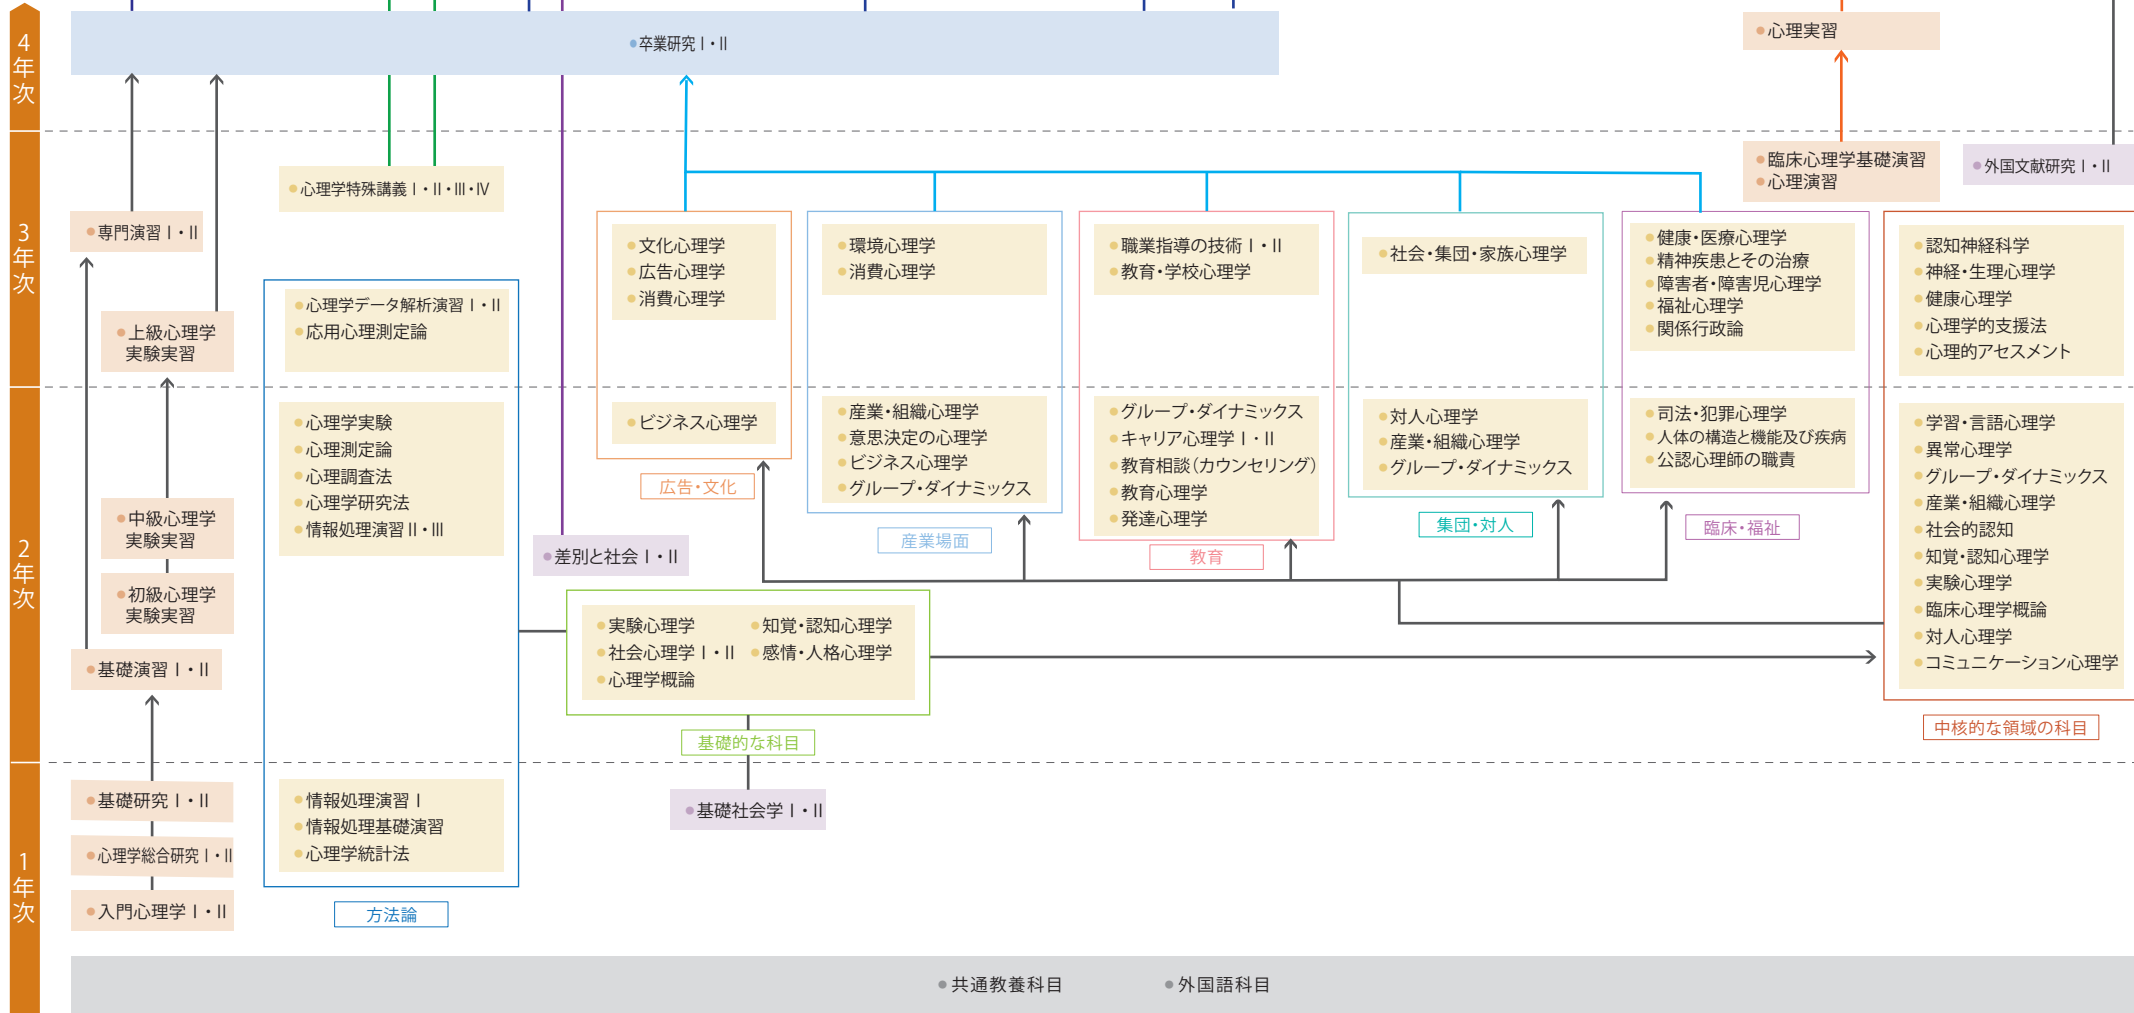 4年次
●卒業研究Ⅰ・Ⅱ
●心理実習
3年次
●心理学特殊講義Ⅰ・Ⅱ・Ⅲ・Ⅳ
●臨床心理学基礎演習
●心理演習
●外国文献研究Ⅰ・Ⅱ
●専門演習Ⅰ・Ⅱ
●上級心理学
実験実習
●心理学データ解析演習Ⅰ・Ⅱ
●応用心理測定論
●文化心理学
●広告心理学
●消費心理学
●環境心理学
●消費心理学
●職業指導の技術Ⅰ・Ⅱ
●教育・学校心理学
●社会・集団・家族心理学
●健康・医療心理学
●精神疾患とその治療
●障害者・障害児心理学
●福祉心理学
●関係行政論
●認知神経科学
●神経・生理心理学
●健康心理学
●心理学的支援法
●心理的アセスメント
2年次
●中級心理学
実験実習
●初級心理学
実験実習
●基礎演習Ⅰ・Ⅱ
●心理学実験
●心理測定論
●心理調査法
●心理学研究法
●情報処理演習Ⅱ・Ⅲ
●ビジネス心理学
広告・文化
●産業・組織心理学
●意思決定の心理学
●ビジネス心理学
●グループ・ダイナミックス
産業場面
●グループ・ダイナミックス
●キャリア心理学Ⅰ・Ⅱ
●教育相談(カウンセリング)
●教育心理学
●発達心理学
教育
●対人心理学
●産業・組織心理学
●グループ・ダイナミックス
集団・対人
●司法・犯罪心理学
●人体の構造と機能及び疾病
●公認心理師の職責
臨床・福祉
●学習・言語心理学
●異常心理学
●グループ・ダイナミックス
●産業・組織心理学
●社会的認知
●知覚・認知心理学
●実験心理学
●臨床心理学概論
●対人心理学
●コミュニケーション心理学
中核的な領域の科目
●差別と社会Ⅰ・Ⅱ
●実験心理学
●知覚・認知心理学
●社会心理学Ⅰ・Ⅱ
●感情・人格心理学
●心理学概論
基礎的な科目
1年次
●基礎研究Ⅰ・Ⅱ
●心理学総合研究Ⅰ・Ⅱ
●入門心理学Ⅰ・Ⅱ
●情報処理演習Ⅰ
●情報処理基礎演習
●心理学統計法
方法論
●基礎社会学Ⅰ・Ⅱ
●共通教養科目
●外国語科目